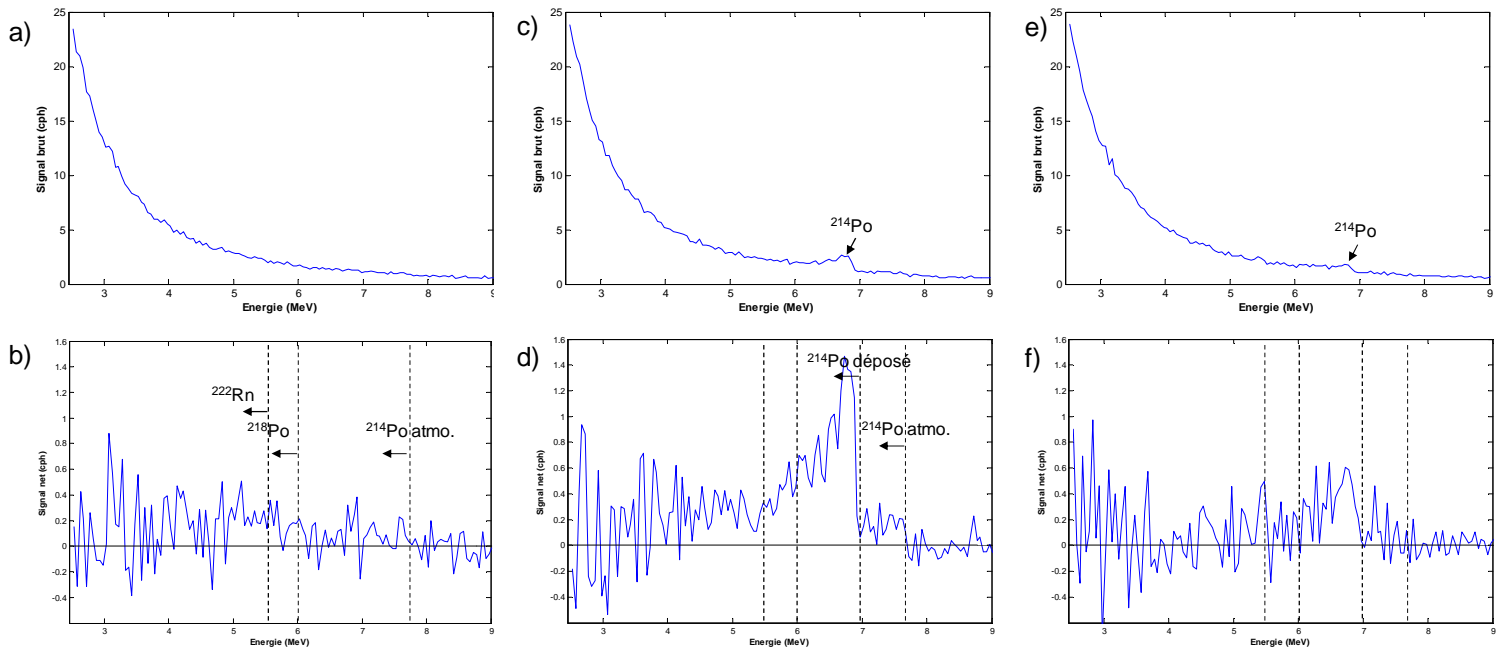 a)
25
20
15
10
5
0
Signal brut (cph)
3 4 5 6 7 8 9
Energie (MeV)
c)
25
20
15
10
5
0
Signal brut (cph)
²¹⁴Po
3 4 5 6 7 8 9
Energie (MeV)
e)
25
20
15
10
5
0
Signal brut (cph)
²¹⁴Po
3 4 5 6 7 8 9
Energie (MeV)
b)
1.6
1.4
1.2
1
0.8
0.6
0.4
0.2
0
-0.2
-0.4
Signal net (cph)
²²²Rn
²¹⁸Po
²¹⁴Po atmo.
3 4 5 6 7 8 9
Energie (MeV)
d)
1.6
1.4
1.2
1
0.8
0.6
0.4
0.2
0
-0.2
-0.4
Signal net (cph)
²¹⁴Po déposé
²¹⁴Po atmo.
3 4 5 6 7 8 9
Energie (MeV)
f)
1.6
1.4
1.2
1
0.8
0.6
0.4
0.2
0
-0.2
-0.4
Signal net (cph)
3 4 5 6 7 8 9
Energie (MeV)